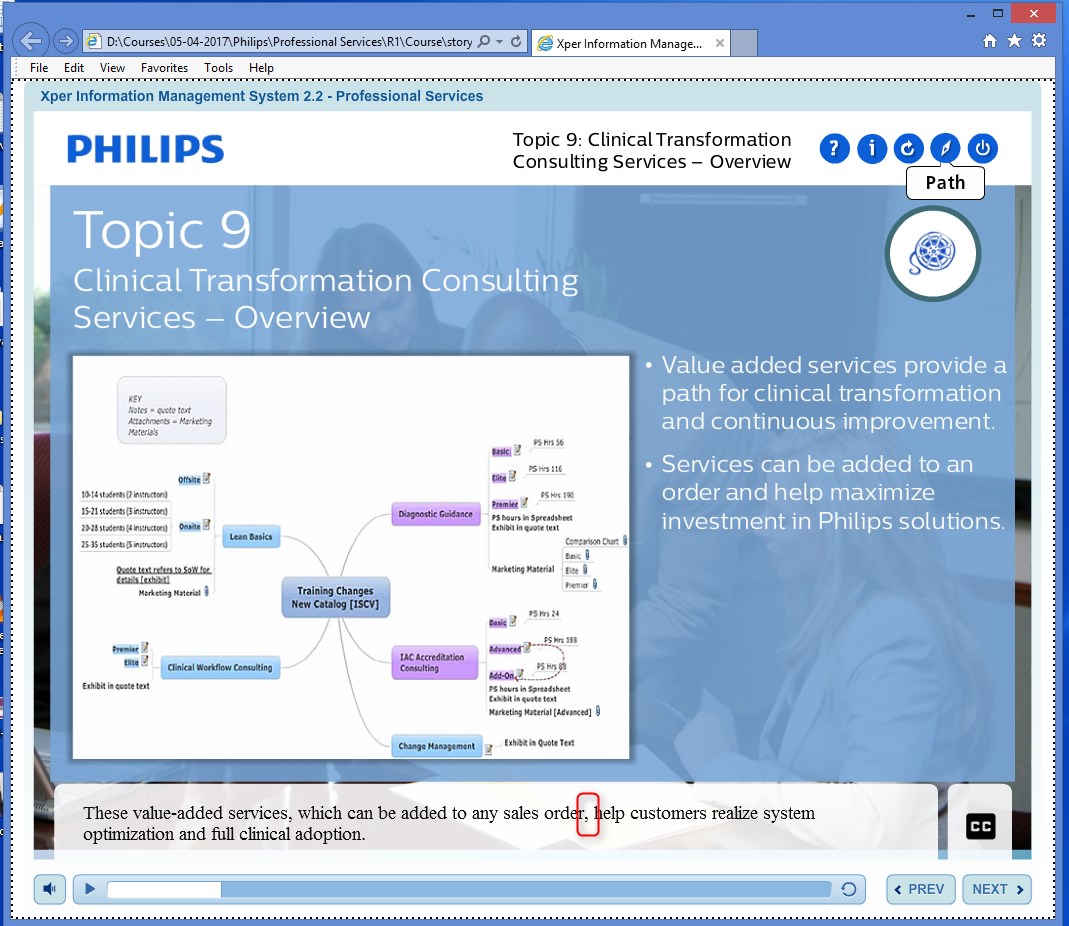 D:\Courses\05-04-2017\Philips\Professional Services\R1\Course\story
Xper Information Manage...
File Edit View Favorites Tools Help
Xper Information Management System 2.2 - Professional Services
PHILIPS
Topic 9: Clinical Transformation
Consulting Services – Overview
? i
Path
Topic 9
Clinical Transformation Consulting
Services – Overview
KEY
Notes = quote text
Attachments = Marketing
Materials
Offsite
10-14 students (2 instructors)
15-21 students (3 instructors)
Onsite
20-28 students (4 instructors)
25-35 students (5 instructors)
Lean Basics
Quote text refers to SoW for
details [exhibit]
Marketing Material
Premier
Elite
Clinical Workflow Consulting
Exhibit in quote text
Training Changes
New Catalog [ISCV]
Diagnostic Guidance
Basic PS Hrs 56
Elite PS Hrs 116
Premier PS Hrs 190
PS hours in Spreadsheet
Exhibit in quote text
Marketing Material
Comparison Chart
Basic
Elite
Premier
IAC Accreditation
Consulting
Basic PS Hrs 24
Advanced PS Hrs 188
Add-On PS Hrs 88
PS hours in Spreadsheet
Exhibit in quote text
Marketing Material [Advanced]
Change Management
Exhibit in Quote Text
• Value added services provide a
path for clinical transformation
and continuous improvement.
• Services can be added to an
order and help maximize
investment in Philips solutions.
These value-added services, which can be added to any sales order, help customers realize system
optimization and full clinical adoption.
CC
PREV
NEXT